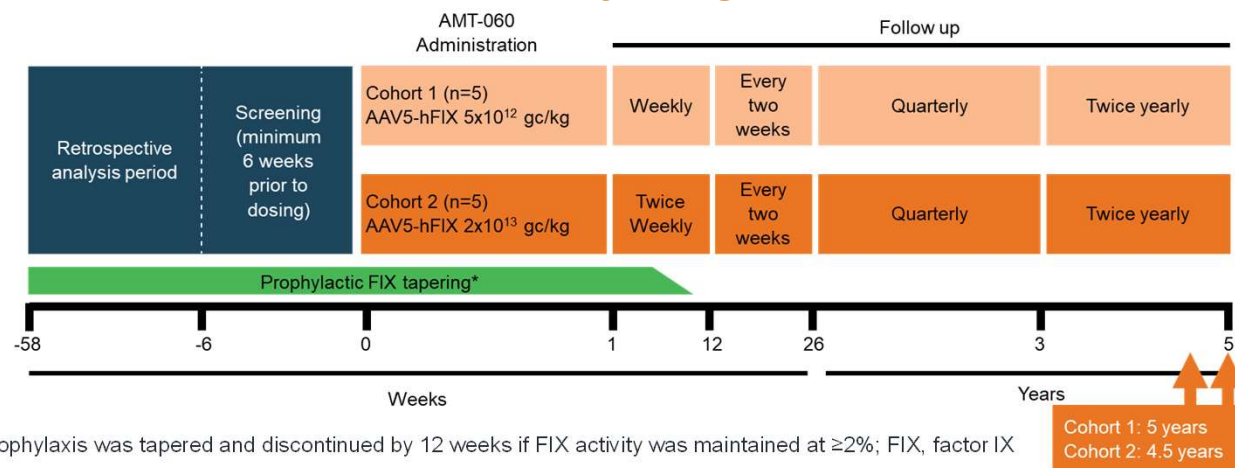 AMT-060
Administration
Follow up
Retrospective
analysis period
Screening
(minimum
6 weeks
prior to
dosing)
Cohort 1 (n=5)
AAV5-hFIX 5x10¹² gc/kg
Weekly
Every
two
weeks
Quarterly
Twice yearly
Cohort 2 (n=5)
AAV5-hFIX 2x10¹³ gc/kg
Twice
Weekly
Every
two
weeks
Quarterly
Twice yearly
Prophylactic FIX tapering*
-58 -6 0 1 12 26 3 5
Weeks
Years
ophylaxis was tapered and discontinued by 12 weeks if FIX activity was maintained at ≥2%; FIX, factor IX
Cohort 1: 5 years
Cohort 2: 4.5 years